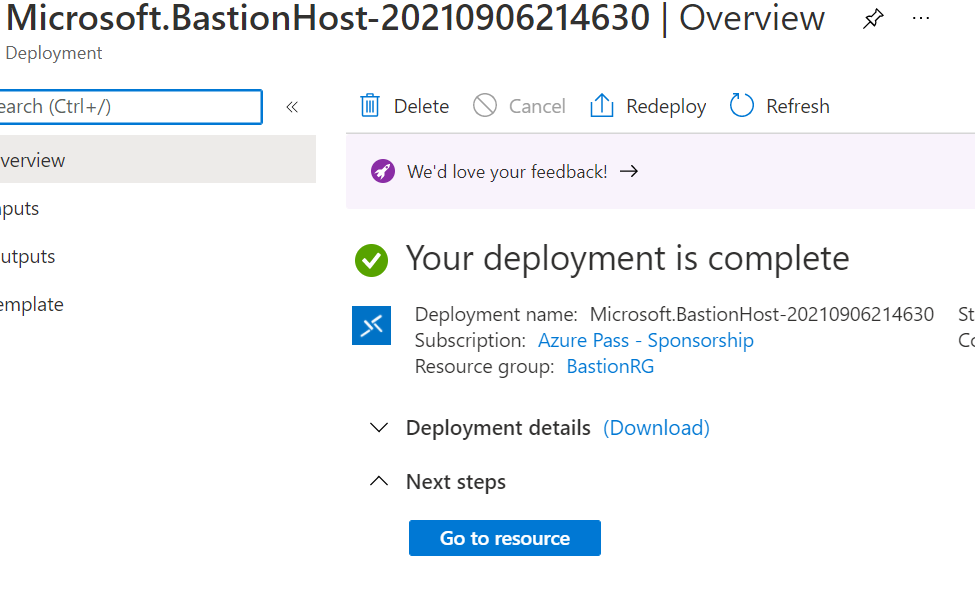 Microsoft.BastionHost-20210906214630 | Overview
Deployment
earch (Ctrl+/)
verview
puts
utputs
emplate
Delete
Cancel
Redeploy
Refresh
We'd love your feedback! →
Your deployment is complete
Deployment name: Microsoft.BastionHost-20210906214630 St
Subscription: Azure Pass - Sponsorship Co
Resource group: BastionRG
Deployment details (Download)
Next steps
Go to resource